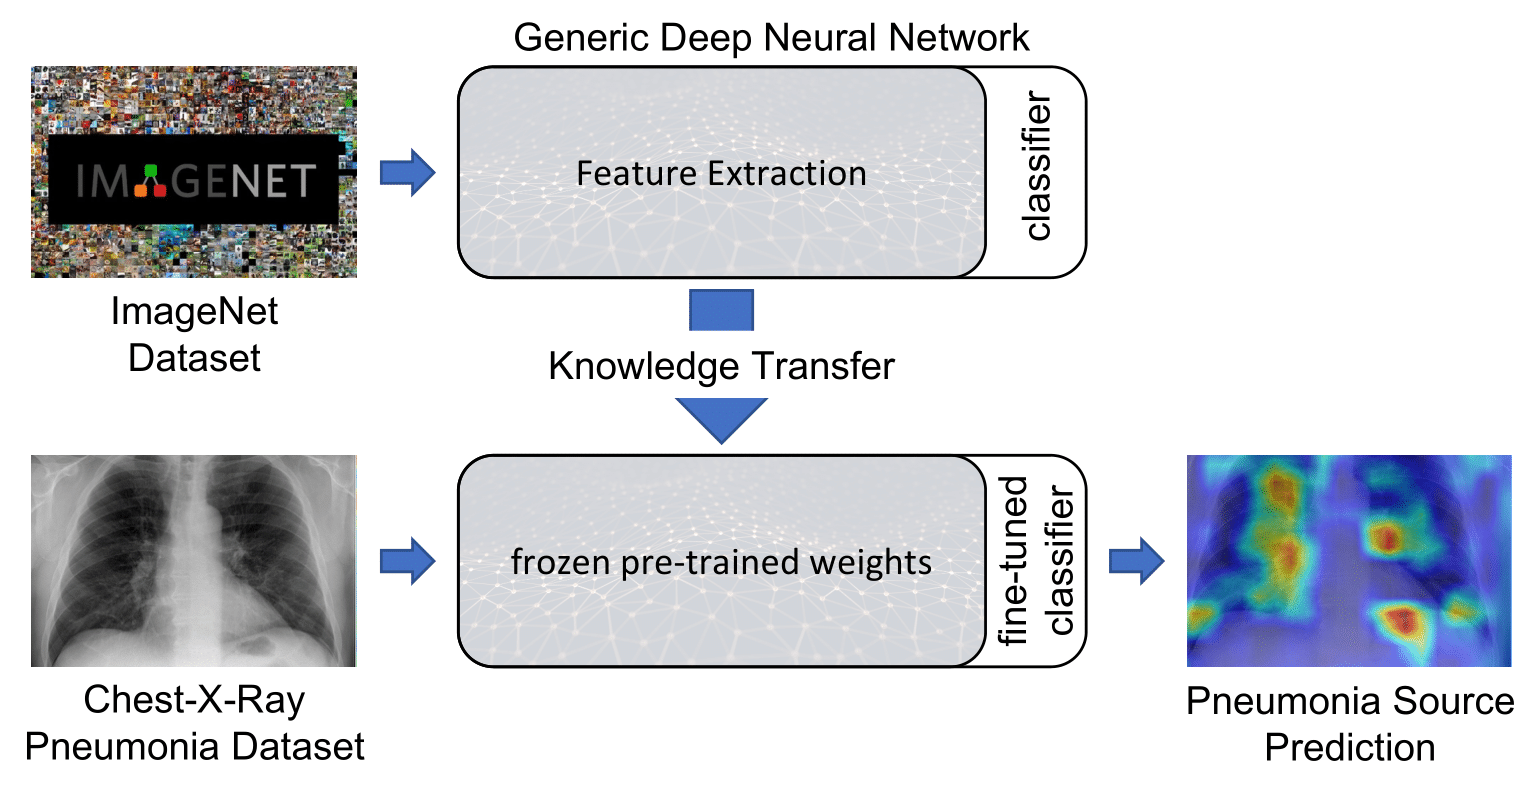 Generic Deep Neural Network
IMAGENET
Feature Extraction
classifier
ImageNet
Dataset
Knowledge Transfer
frozen pre-trained weights
fine-tuned
classifier
Chest-X-Ray
Pneumonia Dataset
Pneumonia Source
Prediction